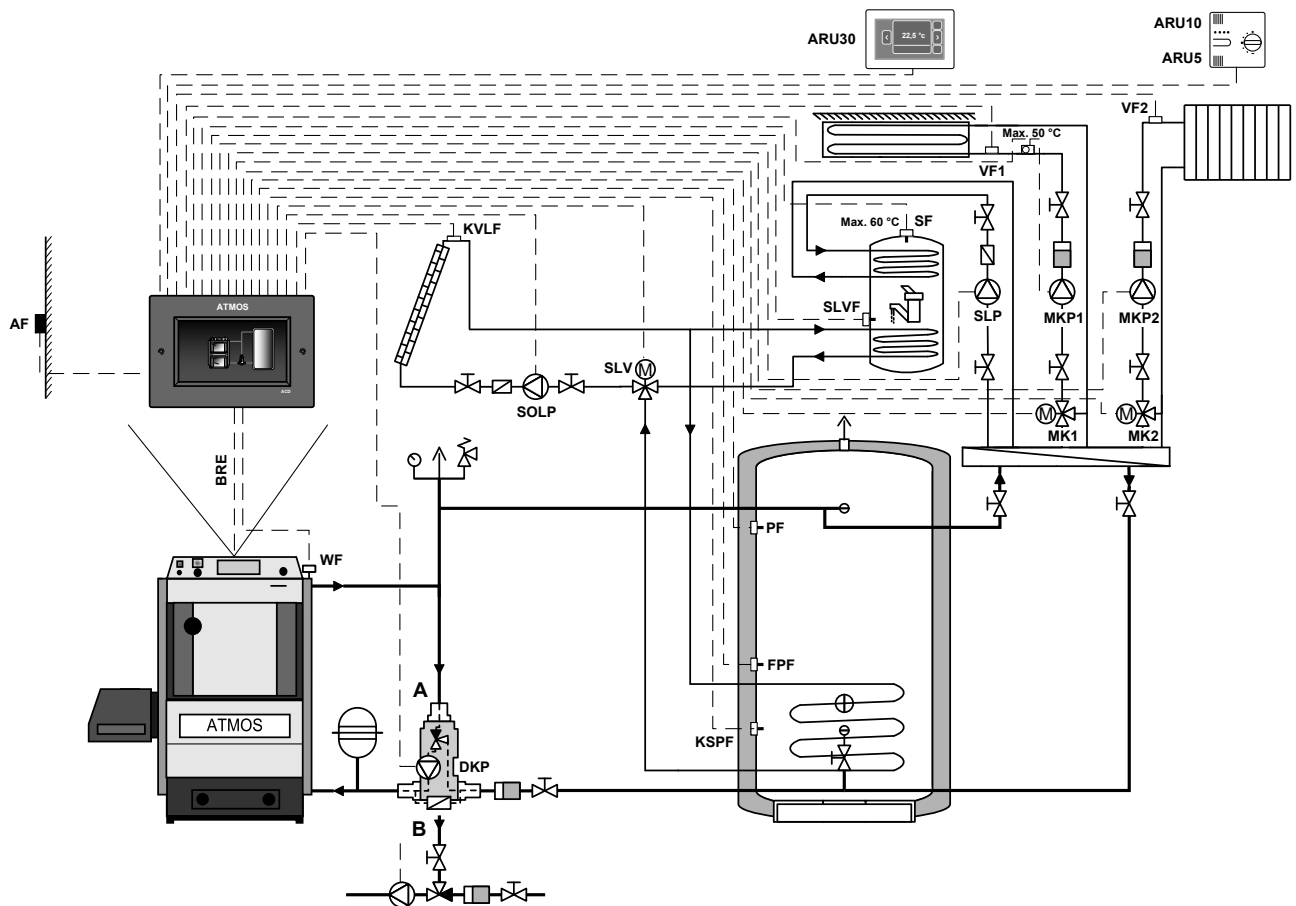 ARU30
22,5 °c
ARU10
ARU5
VF2
Max. 50 °C
VF1
KVLF
Max. 60 °C
SF
ATMOS
AF
SLVF
SLP
MKP1
MKP2
SLV
M
SOLP
ACD
M
MK1
M
MK2
BRE
PF
WF
FPF
A
KSPF
ATMOS
DKP
B